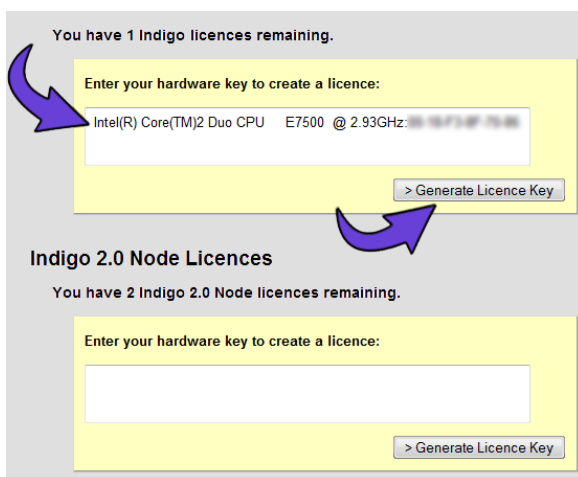 You have 1 Indigo licences remaining.
Enter your hardware key to create a licence:
Intel(R) Core(TM)2 Duo CPU E7500 @ 2.93GHz:
> Generate Licence Key
Indigo 2.0 Node Licences
You have 2 Indigo 2.0 Node licences remaining.
Enter your hardware key to create a licence:
> Generate Licence Key